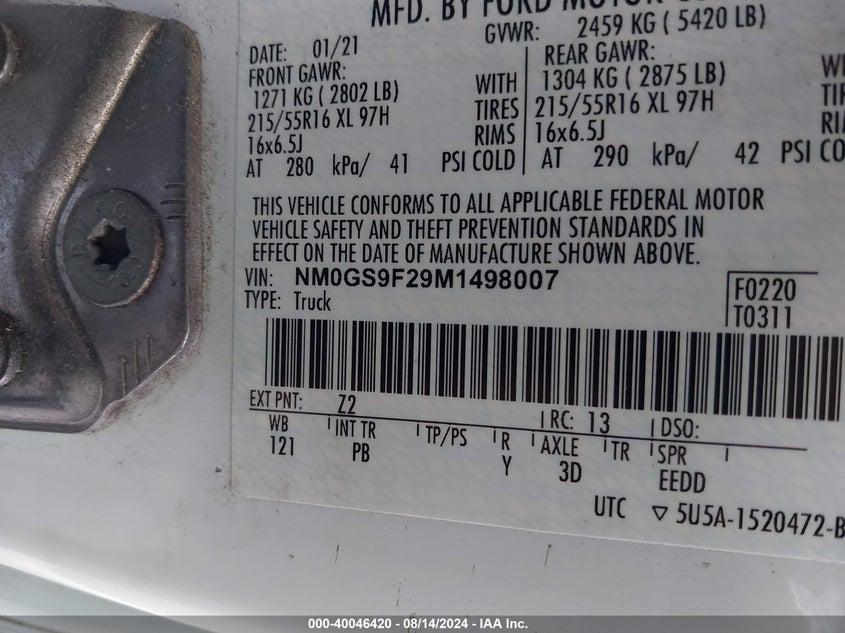 MFD. BY FORD MOTOR CO
GVWR: 2459 KG ( 5420 LB)
DATE: 01/21
FRONT GAWR:
1271 KG ( 2802 LB) WITH
215/55R16 XL 97H TIRES
16x6.5J RIMS
AT 280 kPa/ 41 PSI COLD
REAR GAWR:
1304 KG ( 2875 LB)
215/55R16 XL 97H
16x6.5J
AT 290 kPa/ 42 PSI CO
THIS VEHICLE CONFORMS TO ALL APPLICABLE FEDERAL MOTOR
VEHICLE SAFETY AND THEFT PREVENTION STANDARDS IN
EFFECT ON THE DATE OF MANUFACTURE SHOWN ABOVE.
VIN: NM0GS9F29M1498007
TYPE: Truck
F0220
T0311
EXT PNT: Z2 RC: 13 DSO:
WB INT TR TP/PS R AXLE TR SPR
121 PB Y 3D EEDD
UTC ▽ 5U5A-1520472-B
000-40046420 - 08/14/2024 - IAA Inc.